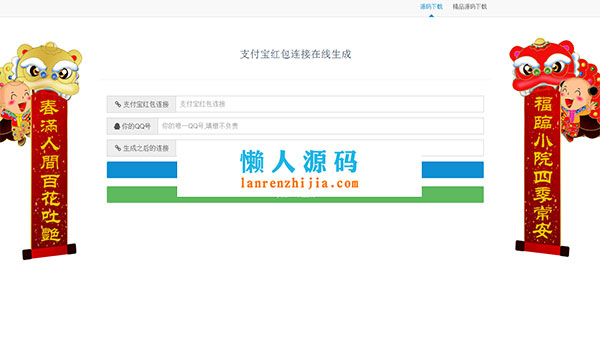 源码下载 精品源码下载
支付宝红包连接在线生成
支付宝红包连接 支付宝红包连接
你的QQ号 你的唯一QQ号,填错不负责
生成之后的连接
懒人源码
lanrenzhijia.com
春滿人間百花吐艷
福臨小院四季常安